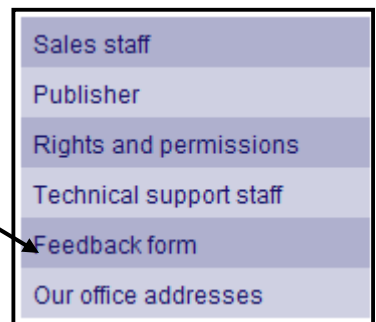 Sales staff
Publisher
Rights and permissions
Technical support staff
Feedback form
Our office addresses